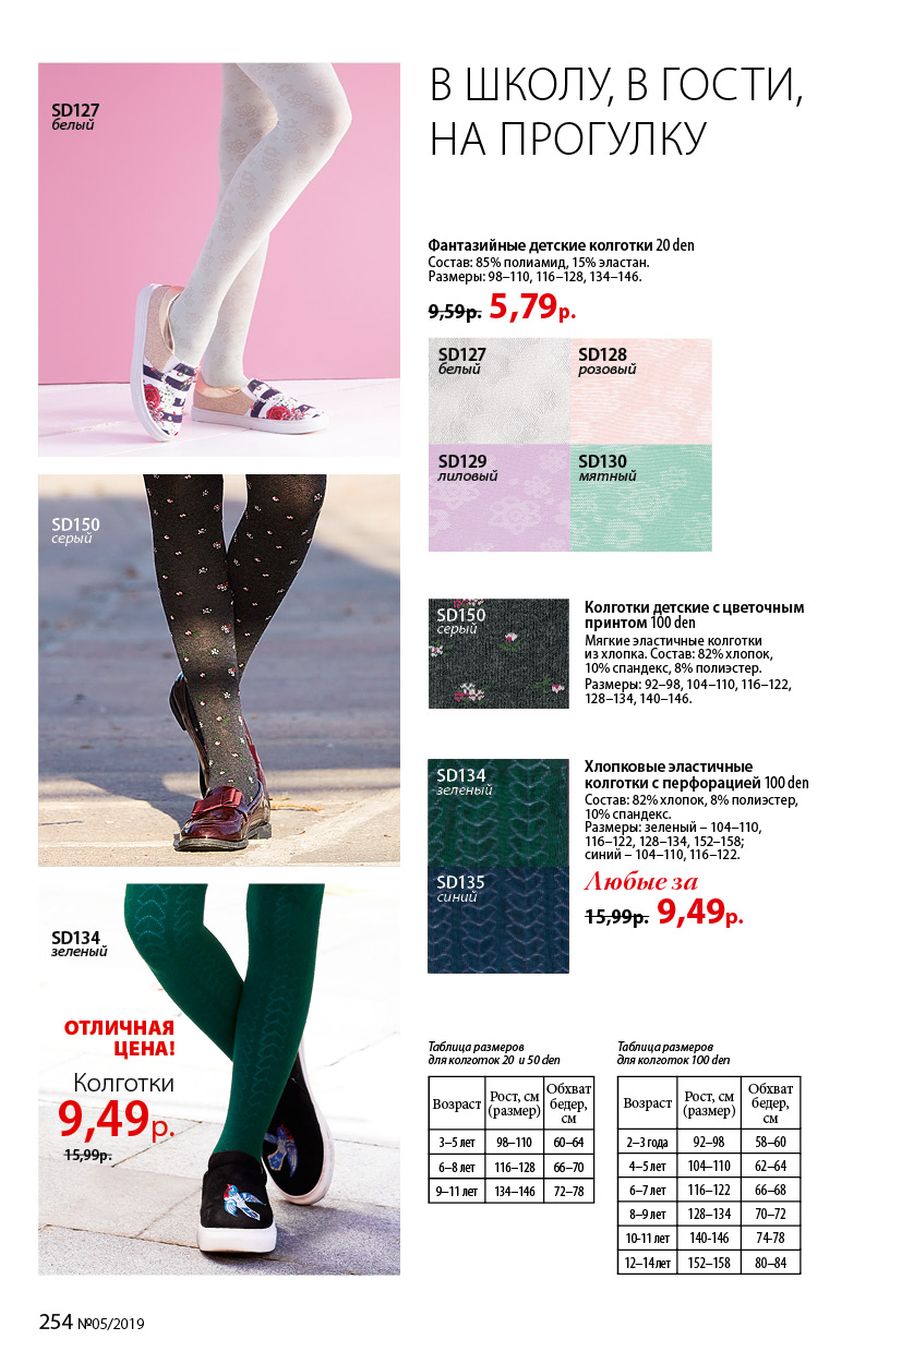 В ШКОЛУ, В ГОСТИ,
НА ПРОГУЛКУ
SD127
белый
Фантазийные детские колготки 20 den
Состав: 85% полиамид, 15% эластан.
Размеры: 98–110, 116–128, 134–146.
9,59р. 5,79р.
SD127
белый
SD128
розовый
SD129
лиловый
SD130
мятный
SD150
серый
SD150
серый
Колготки детские с цветочным
принтом 100 den
Мягкие эластичные колготки
из хлопка. Состав: 82% хлопок,
10% спандекс, 8% полиэстер.
Размеры: 92–98, 104–110, 116–122,
128–134, 140–146.
SD134
зеленый
SD135
синий
Хлопковые эластичные
колготки с перфорацией 100 den
Состав: 82% хлопок, 8% полиэстер,
10% спандекс.
Размеры: зеленый – 104–110,
116–122, 128–134, 152–158;
синий – 104–110, 116–122.
Любые за
15,99р. 9,49р.
SD134
зеленый
ОТЛИЧНАЯ
ЦЕНА!
Колготки
9,49р.
15,99р.
Таблица размеров
для колготок 20 и 50 den
Возраст Рост, см (размер) Обхват бедер, см
3–5 лет 98–110 60–64
6–8 лет 116–128 66–70
9–11 лет 134–146 72–78
Таблица размеров
для колготок 100 den
Возраст Рост, см (размер) Обхват бедер, см
2–3 года 92–98 58–60
4–5 лет 104–110 62–64
6–7 лет 116–122 66–68
8–9 лет 128–134 70–72
10-11 лет 140-146 74-78
12–14 лет 152–158 80–84
254 №05/2019